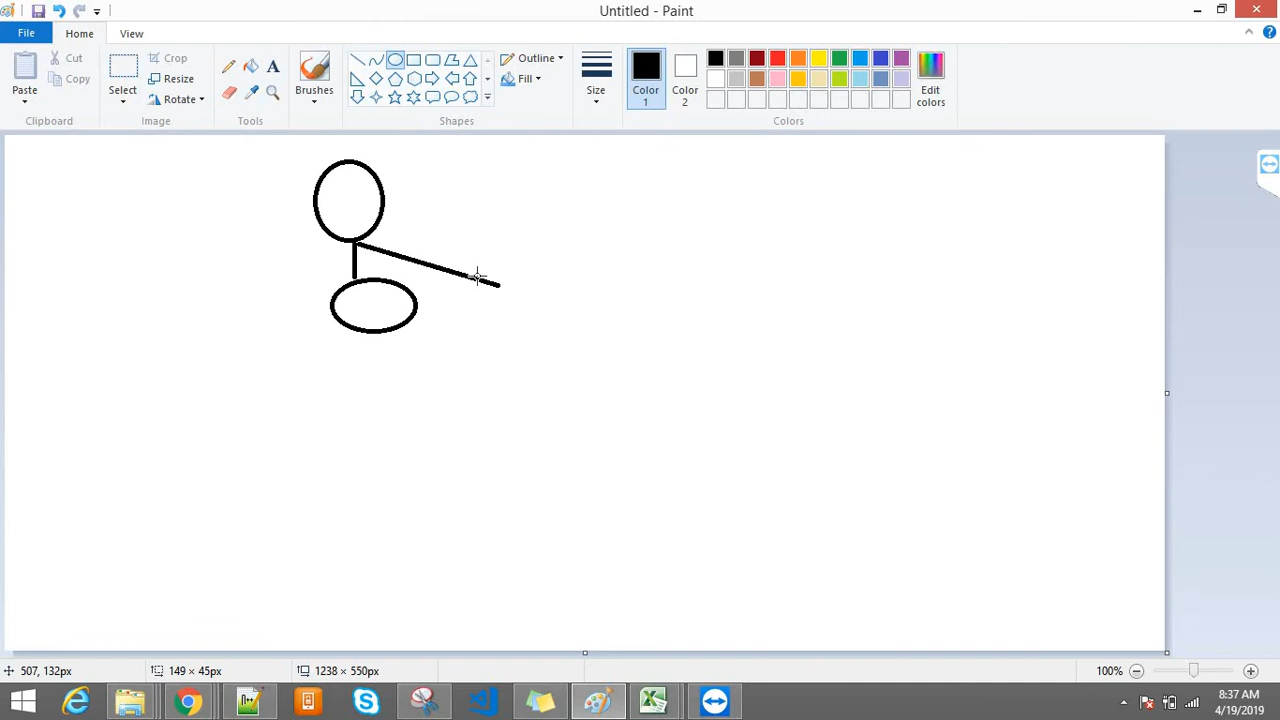 Untitled - Paint
File Home View
Paste
Cut
Copy
Clipboard
Select
Crop
Resize
Rotate
Image
A
Tools
Brushes
Shapes
Outline
Fill
Size
Color 1
Color 2
Edit colors
Colors
507, 132px
149 × 45px
1238 × 550px
100%
8:37 AM
4/19/2019